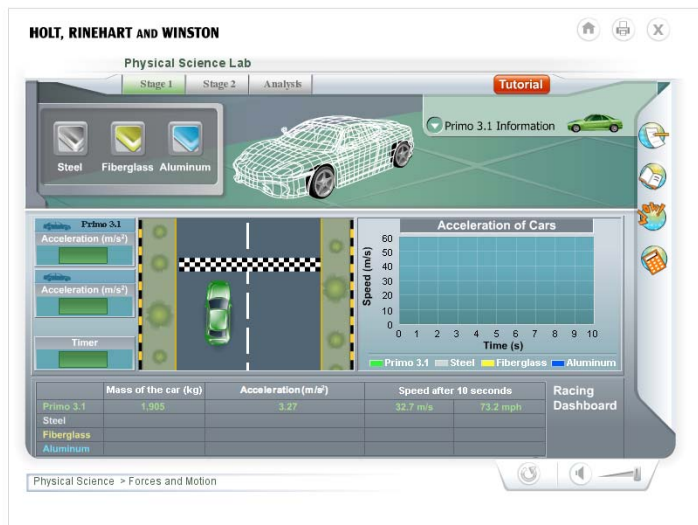 HOLT, RINEHART AND WINSTON
Physical Science Lab
Stage 1 Stage 2 Analysis Tutorial
Primo 3.1 Information
Steel Fiberglass Aluminum
Primo 3.1
Acceleration (m/s²)
Acceleration (m/s²)
Timer
Acceleration of Cars
Speed (m/s)
60
50
40
30
20
10
0
0 1 2 3 4 5 6 7 8 9 10
Time (s)
Primo 3.1 Steel Fiberglass Aluminum
Mass of the car (kg) Acceleration (m/s²) Speed after 10 seconds
Racing
Dashboard
Primo 3.1 1,905 3.27 32.7 m/s 73.2 mph
Steel
Fiberglass
Aluminum
Physical Science > Forces and Motion